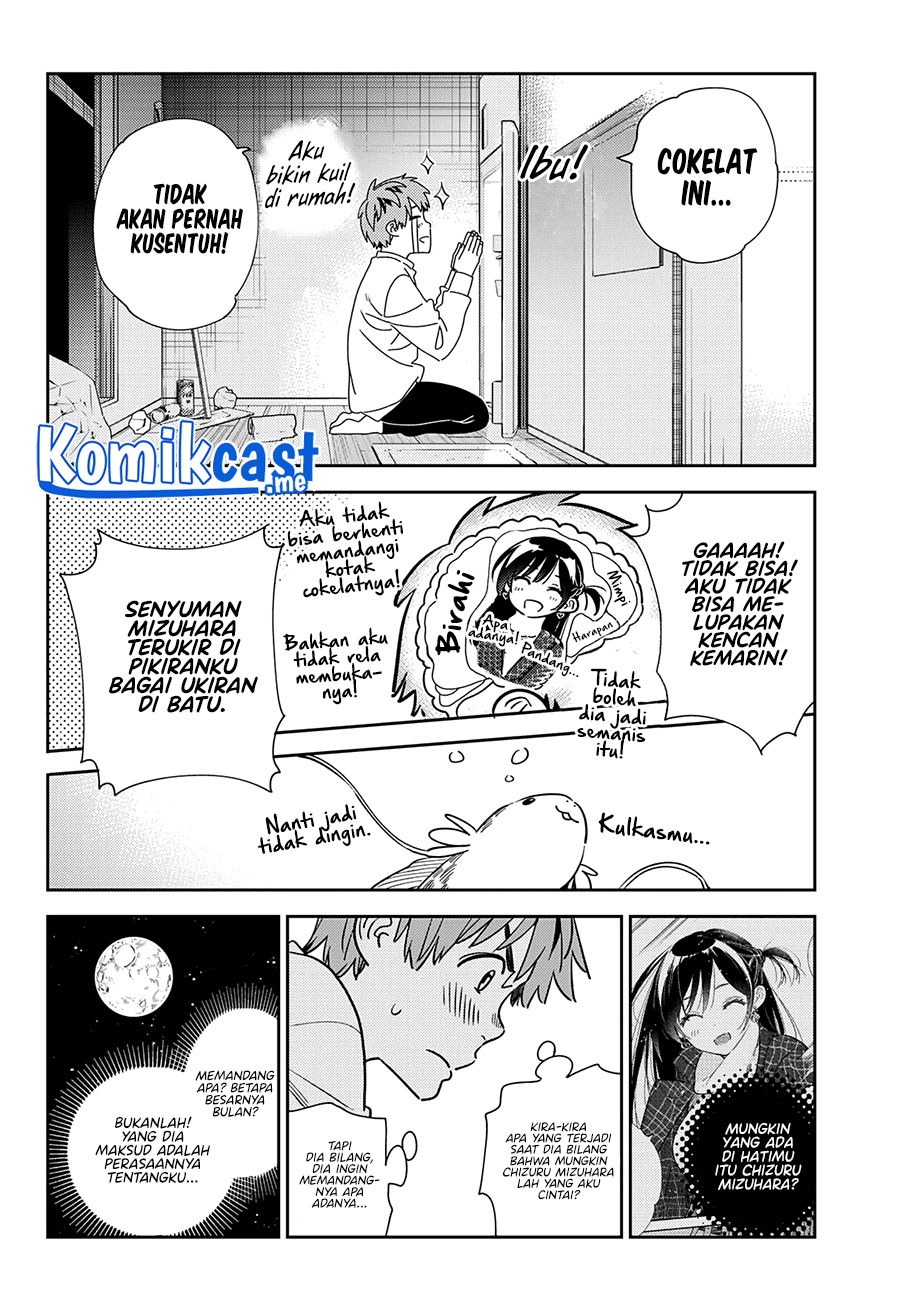 COKELAT
INI...
Ibu!
Aku
bikin kuil
di rumah!
TIDAK
AKAN PERNAH
KUSENTUH!
Komikcast
.me
GAAAAH!
TIDAK BISA!
AKU TIDAK
BISA ME-
LUPAKAN
KENCAN
KEMARIN!
Mimpi
Harapan
Apa
adanya!
Pandang...
Birahi
Tidak
boleh
dia jadi
semanis
itu!
Aku tidak
bisa berhenti
memandangi
kotak
cokelatnya!
Bahkan aku
tidak rela
membuka-
nya!
SENYUMAN
MIZUHARA
TERUKIR DI
PIKIRANKU
BAGAI UKIRAN
DI BATU.
Kulkasmu...
Nanti jadi
tidak dingin.
MUNGKIN
YANG ADA
DI HATIMU
ITU CHIZURU
MIZUHARA?
KIRA-KIRA
APA YANG TERJADI
SAAT DIA BILANG
BAHWA MUNGKIN
CHIZURU MIZUHARA
LAH YANG AKU
CINTAI?
TAPI
DIA BILANG,
DIA INGIN
MEMANDANG-
NYA APA
ADANYA...
MEMANDANG
APA? BETAPA
BESARNYA
BULAN?
BUKANLAH!
YANG DIA
MAKSUD ADALAH
PERASAANNYA
TENTANGKU...